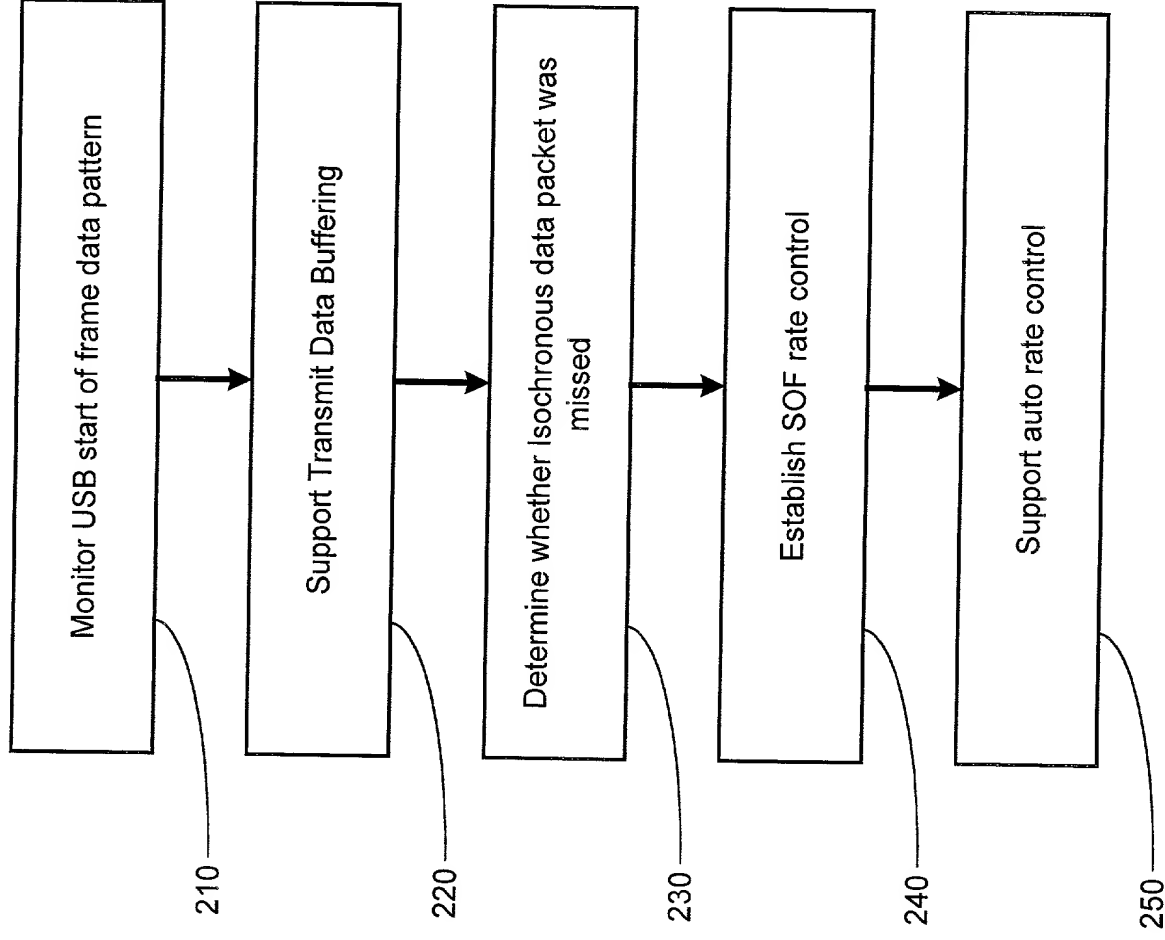 Monitor USB start of frame data pattern
210
Support Transmit Data Buffering
220
Determine whether Isochronous data packet was
missed
230
Establish SOF rate control
240
Support auto rate control
250